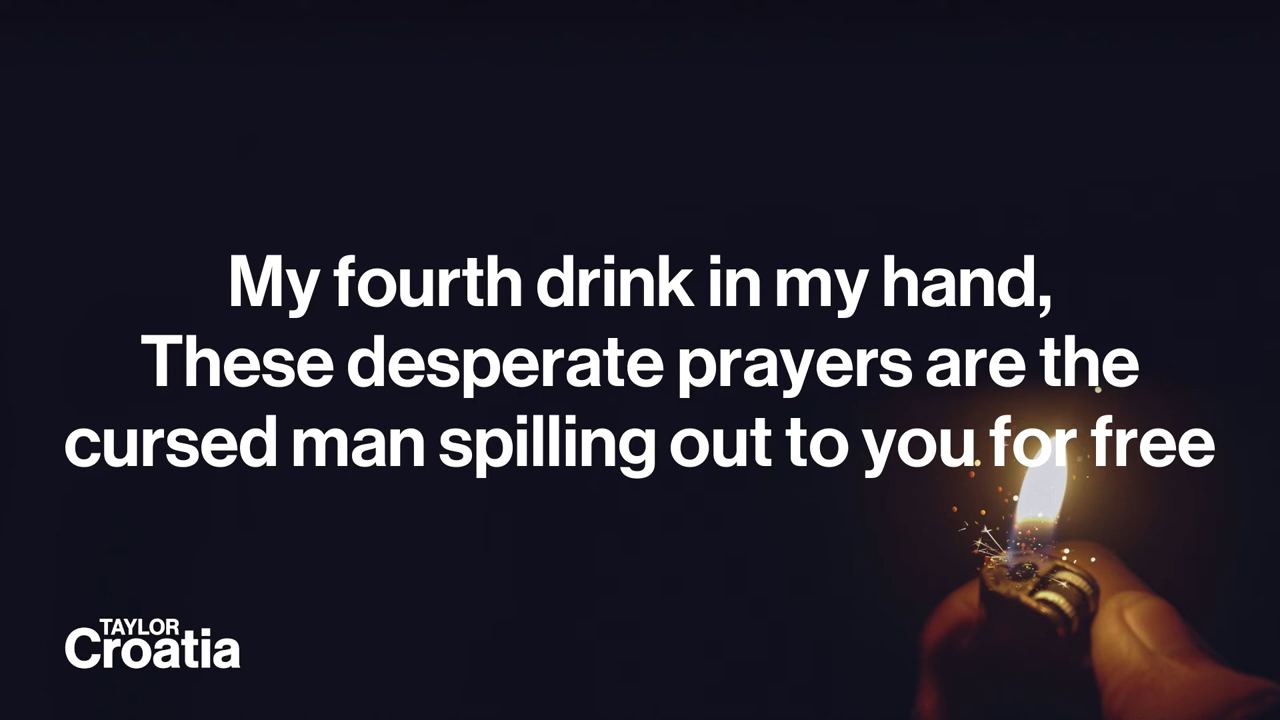 My fourth drink in my hand,
These desperate prayers are the
cursed man spilling out to you for free
TAYLOR
Croatia